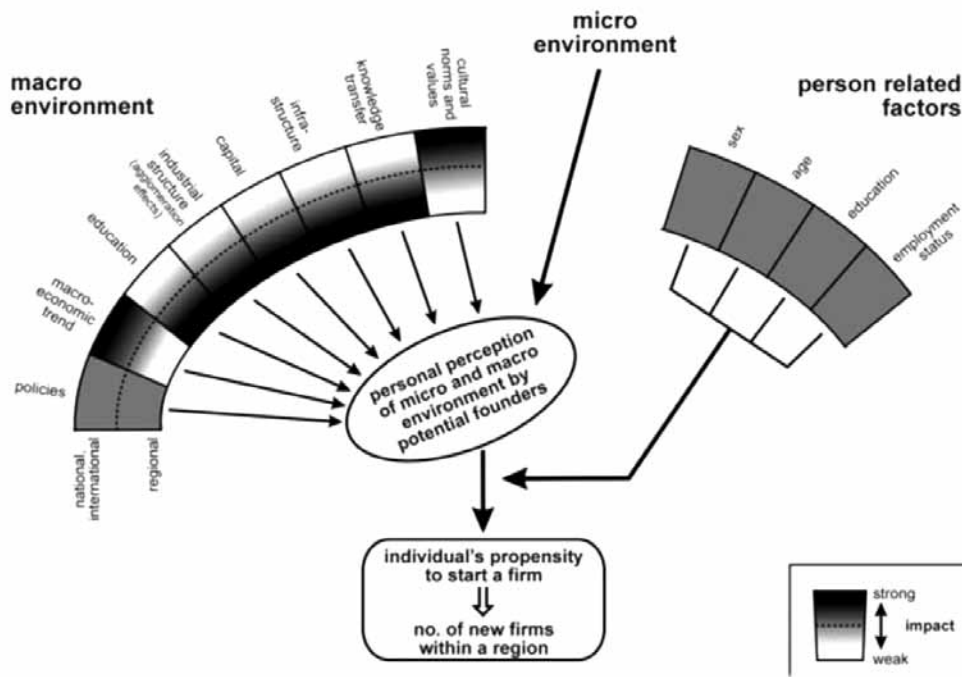 micro
environment
macro
environment
person related
factors
cultural
norms and
values
knowledge
transfer
infra-
structure
capital
industrial
structure
(agglomeration
effects)
education
macro-
economic
trend
policies
national,
international
regional
sex
age
education
employment
status
personal perception
of micro and macro
environment by
potential founders
individual's propensity
to start a firm
no. of new firms
within a region
strong
impact
weak